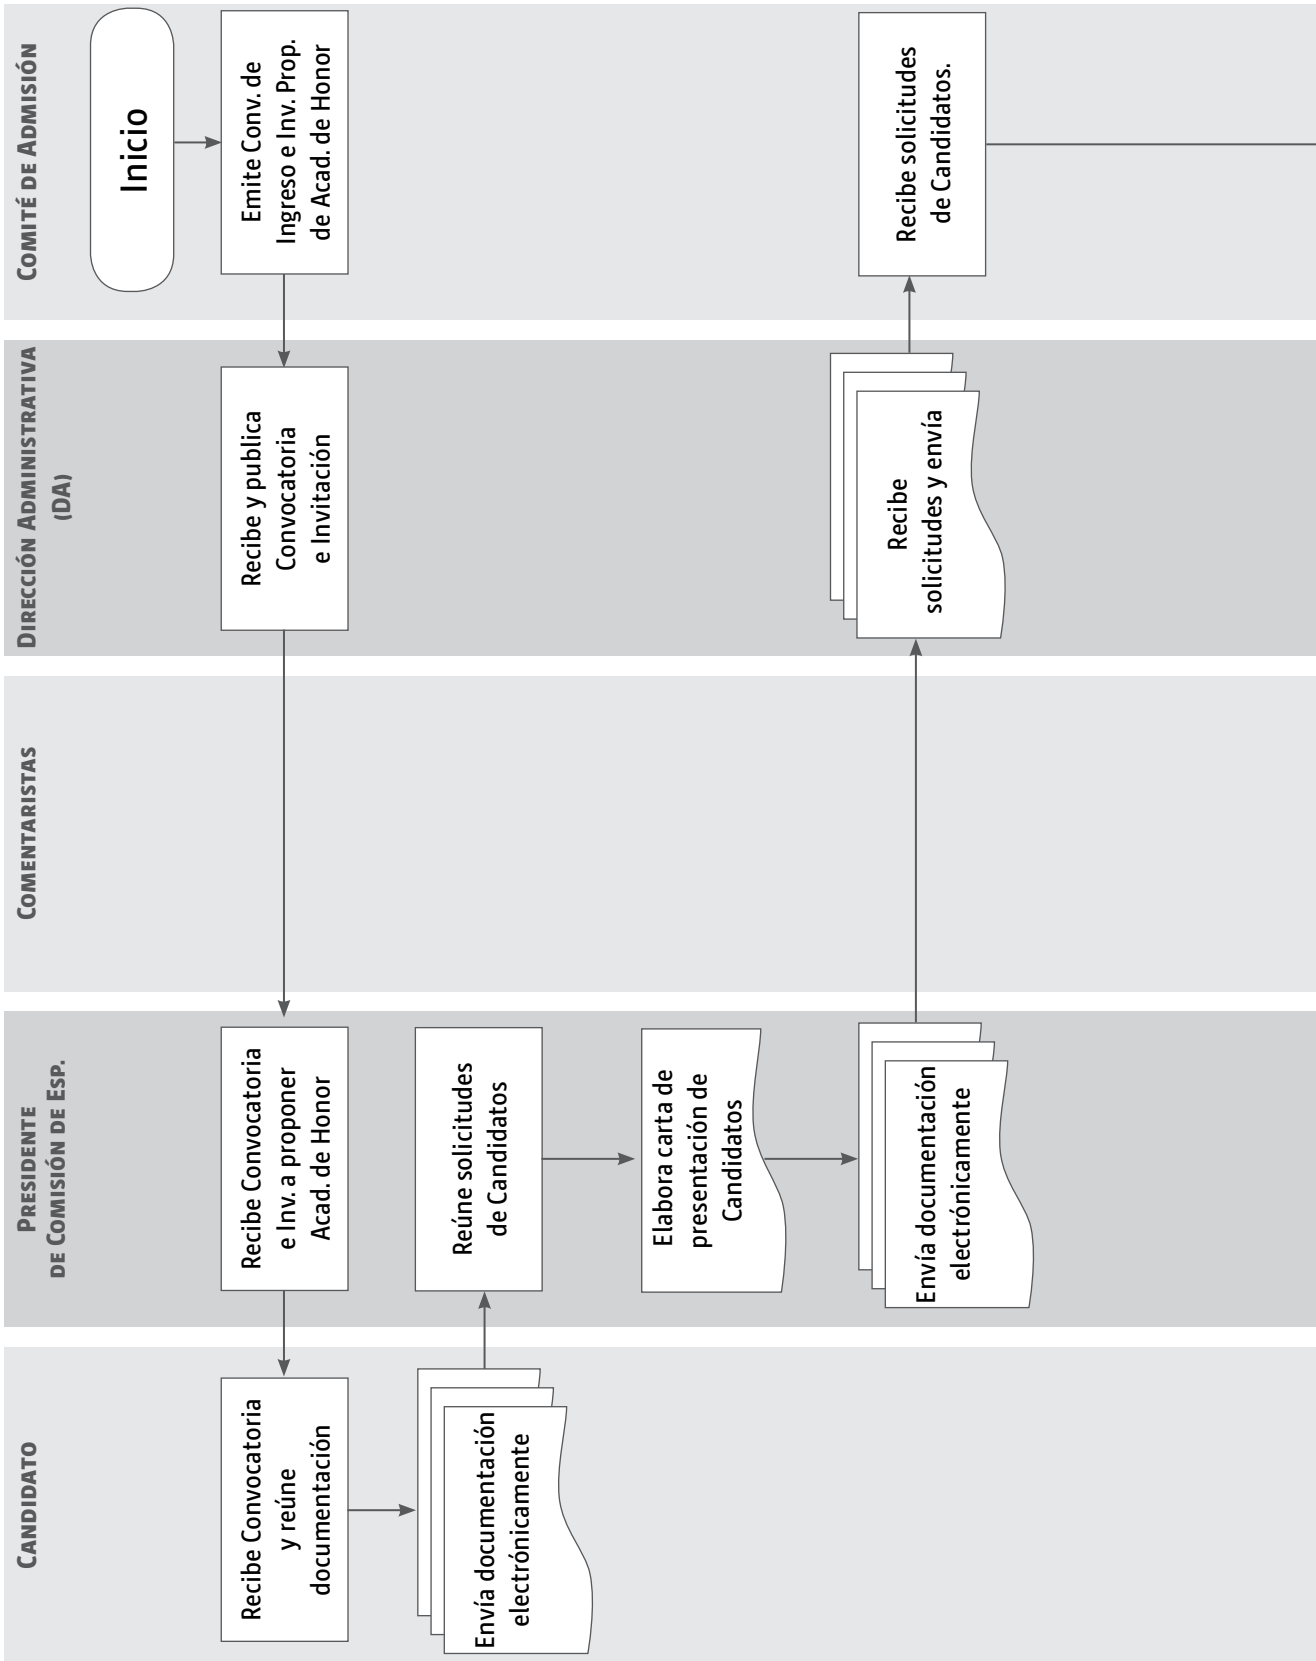 COMITÉ DE ADMISIÓN
Inicio
Emite Conv. de
Ingreso e Inv. Prop.
de Acad. de Honor
Recibe solicitudes
de Candidatos.
DIRECCIÓN ADMINISTRATIVA
(DA)
Recibe y publica
Convocatoria
e Invitación
Recibe
solicitudes y envía
COMENTARISTAS
PRESIDENTE
DE COMISIÓN DE ESP.
Recibe Convocatoria
e Inv. a proponer
Acad. de Honor
Reúne solicitudes
de Candidatos
Elabora carta de
presentación de
Candidatos
Envía documentación
electrónicamente
CANDIDATO
Recibe Convocatoria
y reúne
documentación
Envía documentación
electrónicamente